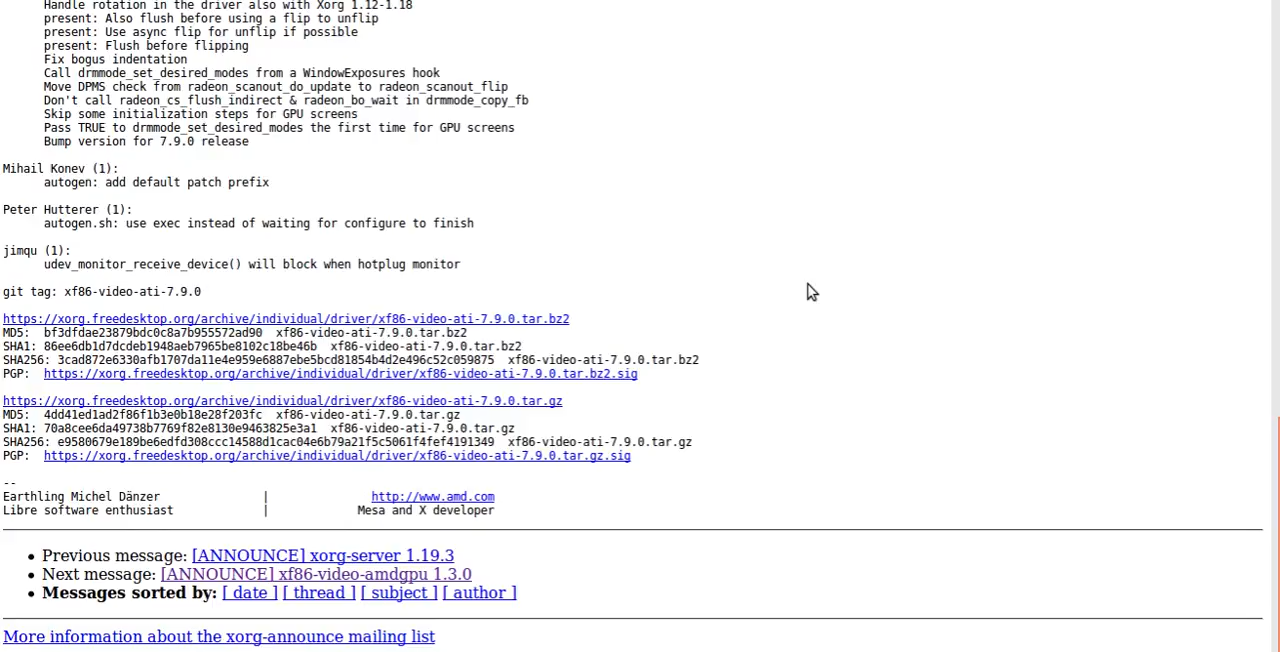 Handle rotation in the driver also with Xorg 1.12-1.18
present: Also flush before using a flip to unflip
present: Use async flip for unflip if possible
present: Flush before flipping
Fix bogus indentation
Call drmmode_set_desired_modes from a WindowExposures hook
Move DPMS check from radeon_scanout_do_update to radeon_scanout_flip
Don't call radeon_cs_flush_indirect & radeon_bo_wait in drmmode_copy_fb
Skip some initialization steps for GPU screens
Pass TRUE to drmmode_set_desired_modes the first time for GPU screens
Bump version for 7.9.0 release
Mihail Konev (1):
autogen: add default patch prefix
Peter Hutterer (1):
autogen.sh: use exec instead of waiting for configure to finish
jimqu (1):
udev_monitor_receive_device() will block when hotplug monitor
git tag: xf86-video-ati-7.9.0
https://xorg.freedesktop.org/archive/individual/driver/xf86-video-ati-7.9.0.tar.bz2
MD5:  bf3dfdae23879bdc0c8a7b955572ad90  xf86-video-ati-7.9.0.tar.bz2
SHA1: 86ee6db1d7dcdeb1948aeb7965be8102c18be46b  xf86-video-ati-7.9.0.tar.bz2
SHA256: 3cad872e6330afb1707da11e4e959e6887ebe5bcd81854b4d2e496c52c059875  xf86-video-ati-7.9.0.tar.bz2
PGP:  https://xorg.freedesktop.org/archive/individual/driver/xf86-video-ati-7.9.0.tar.bz2.sig
https://xorg.freedesktop.org/archive/individual/driver/xf86-video-ati-7.9.0.tar.gz
MD5:  4dd41ed1ad2f86f1b3e0b18e28f203fc  xf86-video-ati-7.9.0.tar.gz
SHA1: 70a8cee6da49738b7769f82e8130e9463825e3a1  xf86-video-ati-7.9.0.tar.gz
SHA256: e9580679e189be6edfd308ccc14588d1cac04e6b79a21f5c5061f4fef4191349  xf86-video-ati-7.9.0.tar.gz
PGP:  https://xorg.freedesktop.org/archive/individual/driver/xf86-video-ati-7.9.0.tar.gz.sig
--
Earthling Michel Dänzer | http://www.amd.com
Libre software enthusiast | Mesa and X developer
• Previous message: [ANNOUNCE] xorg-server 1.19.3
• Next message: [ANNOUNCE] xf86-video-amdgpu 1.3.0
• Messages sorted by: [ date ] [ thread ] [ subject ] [ author ]
More information about the xorg-announce mailing list